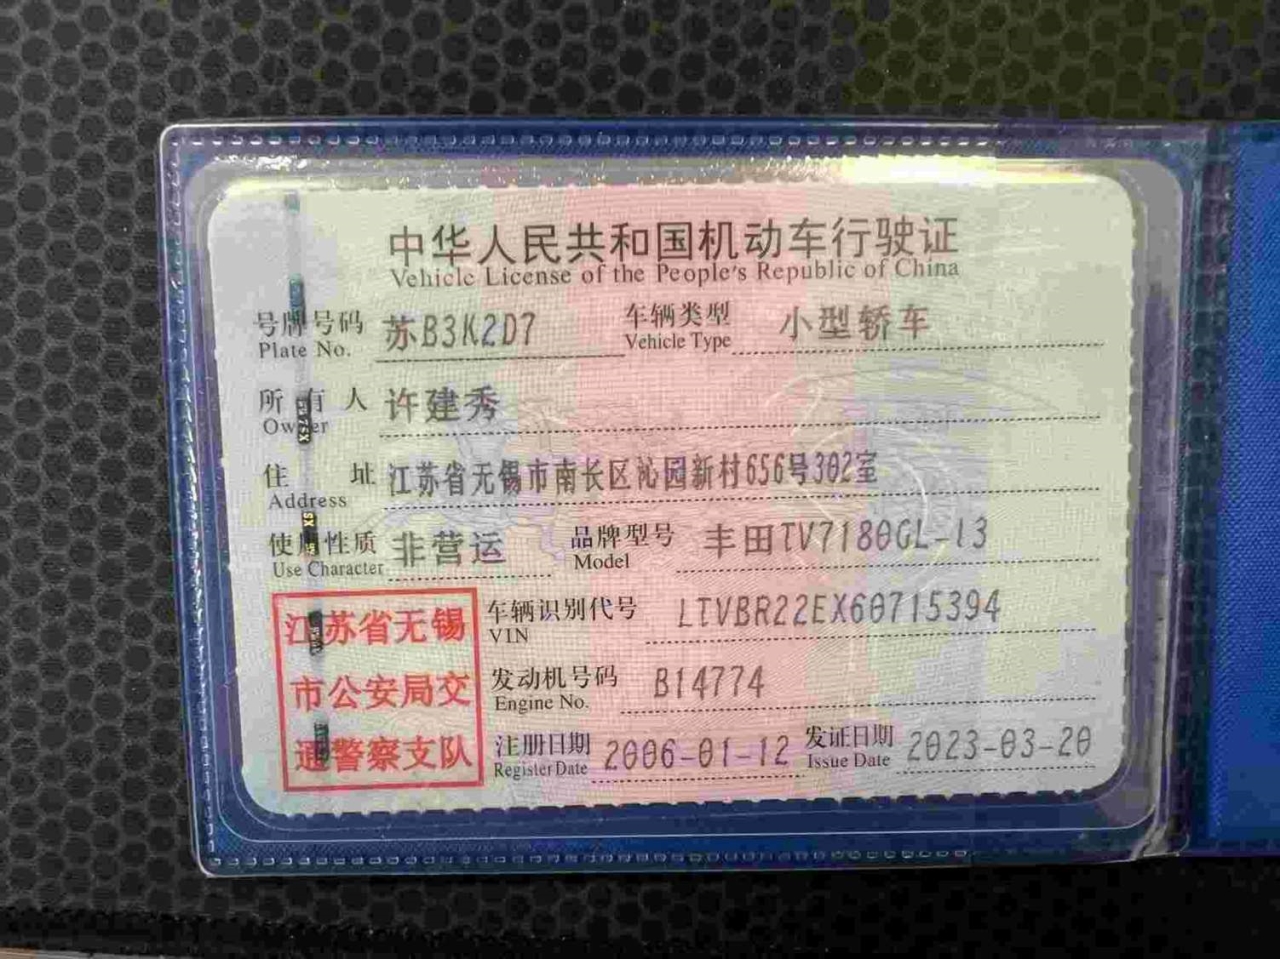 中华人民共和国机动车行驶证
Vehicle License of the People's Republic of China
号牌号码 苏B3K2D7 车辆类型 小型轿车
Plate No. Vehicle Type
所有人 许建秀
Owner
住址 江苏省无锡市南长区沁园新村656号302室
Address
使用性质 非营运 品牌型号 丰田TV7180GL-13
Use Character Model
江苏省无锡
市公安局交
通警察支队
车辆识别代号 LTVBR22EX60715394
VIN
发动机号码 B14774
Engine No.
注册日期 2006-01-12 发证日期 2023-03-20
Register Date Issue Date